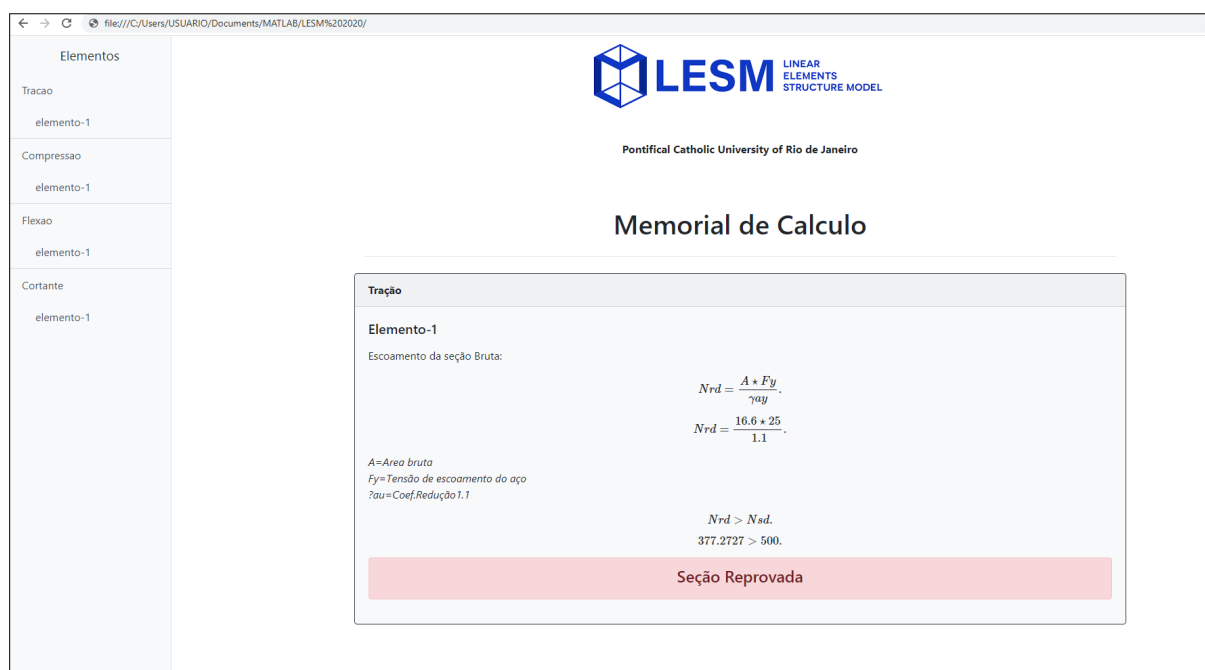 file:///C:/Users/USUARIO/Documents/MATLAB/LESM%202020/
Elementos
Tracao
elemento-1
Compressao
elemento-1
Flexao
elemento-1
Cortante
elemento-1
LESM LINEAR
ELEMENTS
STRUCTURE MODEL
Pontifical Catholic University of Rio de Janeiro
Memorial de Calculo
Tração
Elemento-1
Escoamento da seção Bruta:
Nrd = \frac{A ⋆ Fy}{γay}.
Nrd = \frac{16.6 ⋆ 25}{1.1}.
A=Area bruta
Fy=Tensão de escoamento do aço
?au=Coef.Redução1.1
Nrd > Nsd.
377.2727 > 500.
Seção Reprovada